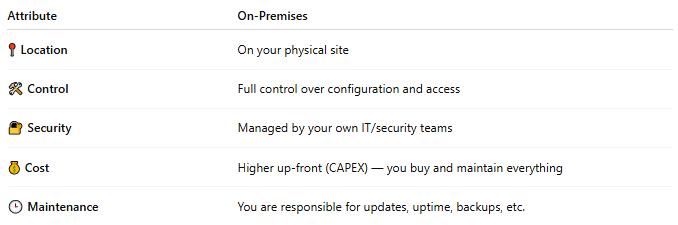 Attribute On-Premises
📍 Location On your physical site
🛠 Control Full control over configuration and access
🔐 Security Managed by your own IT/security teams
💰 Cost Higher up-front (CAPEX) — you buy and maintain everything
🕒 Maintenance You are responsible for updates, uptime, backups, etc.